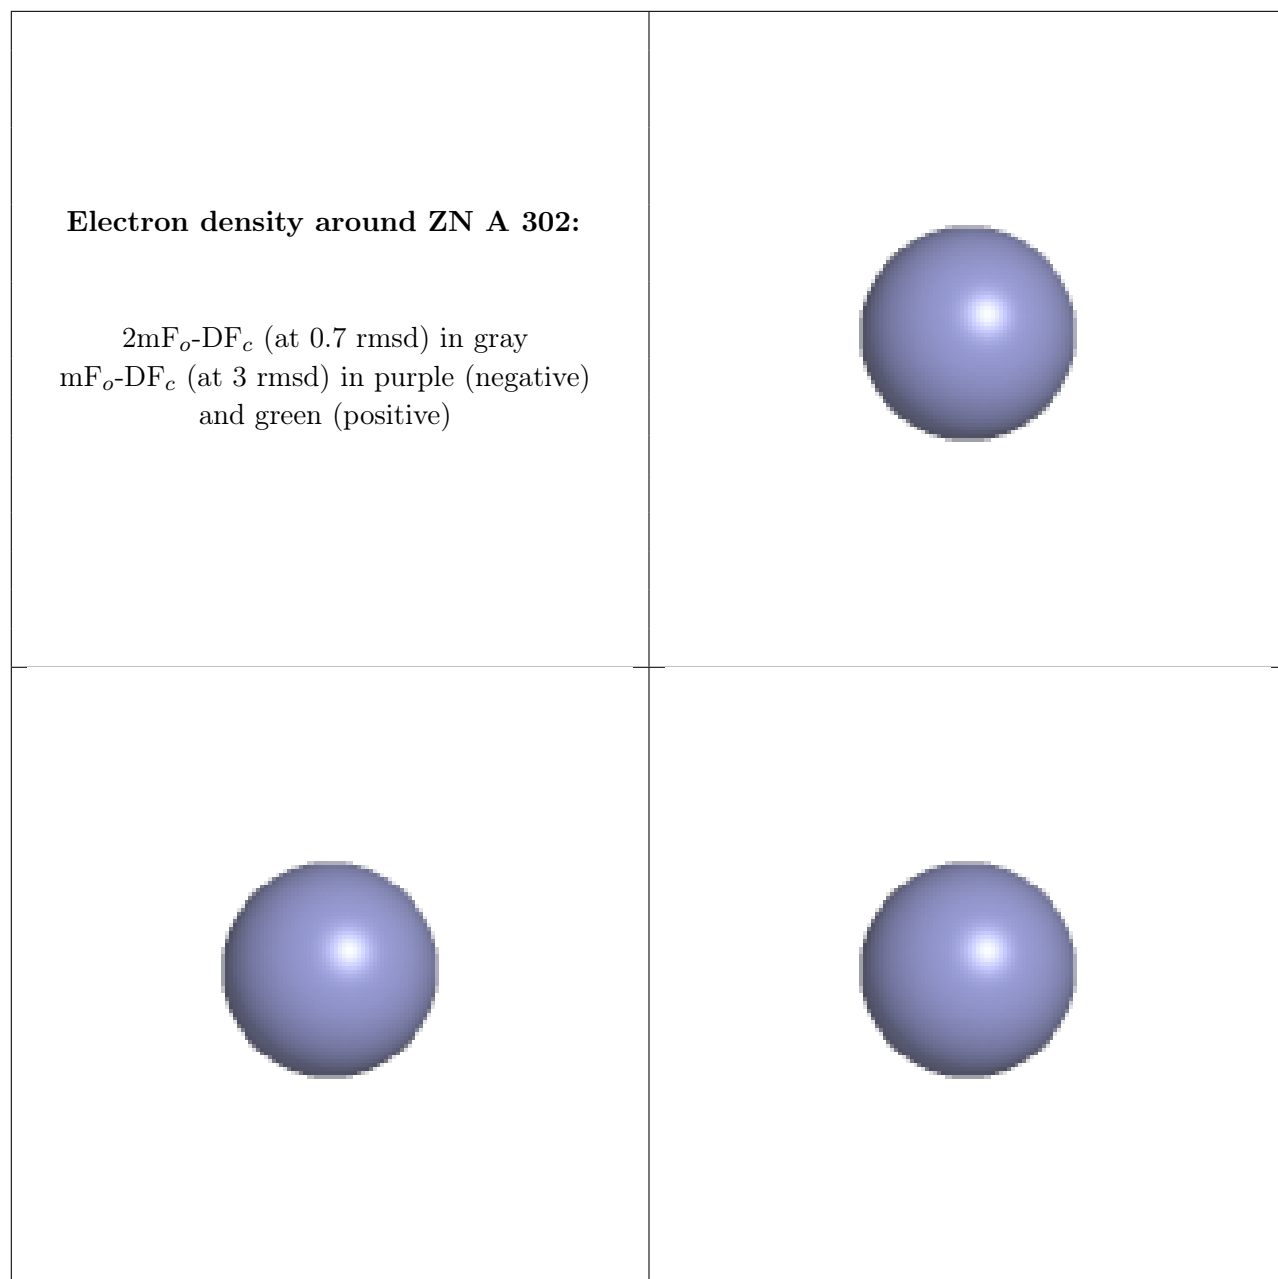 Electron density around ZN A 302:
2mFo-DFc (at 0.7 rmsd) in gray
mFo-DFc (at 3 rmsd) in purple (negative)
and green (positive)